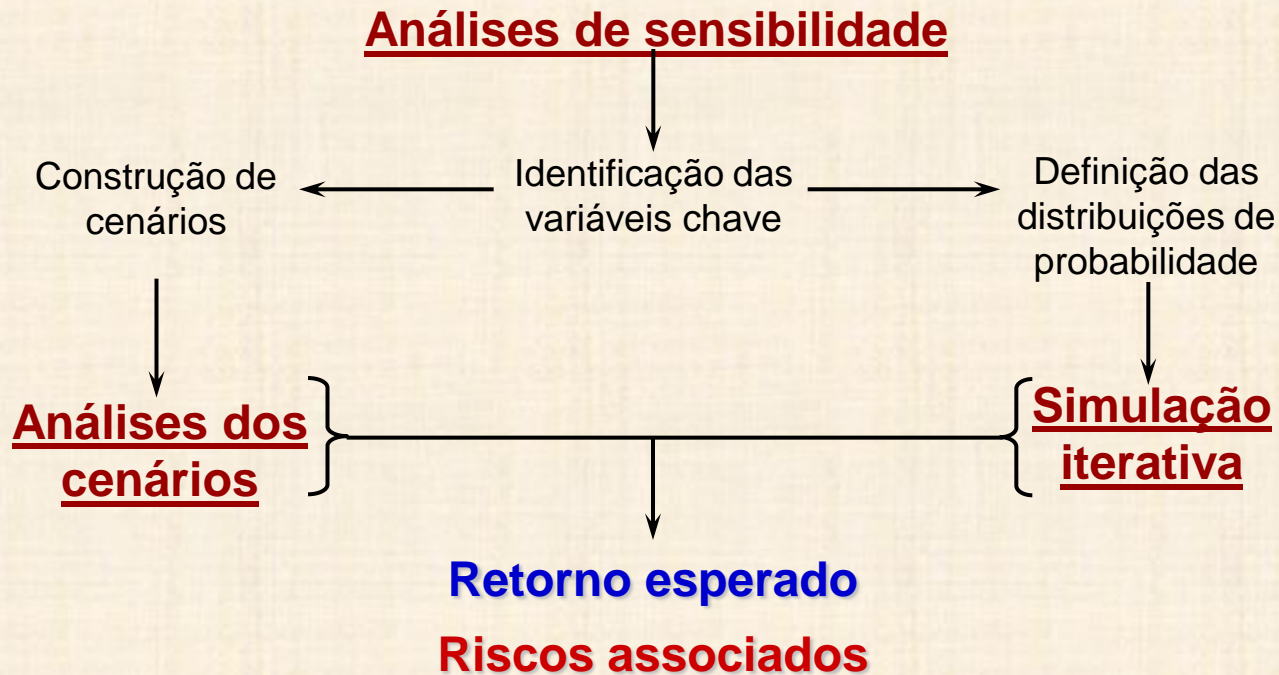 Análises de sensibilidade
Construção de
cenários
Identificação das
variáveis chave
Definição das
distribuições de
probabilidade
Análises dos
cenários
Simulação
iterativa
Retorno esperado
Riscos associados